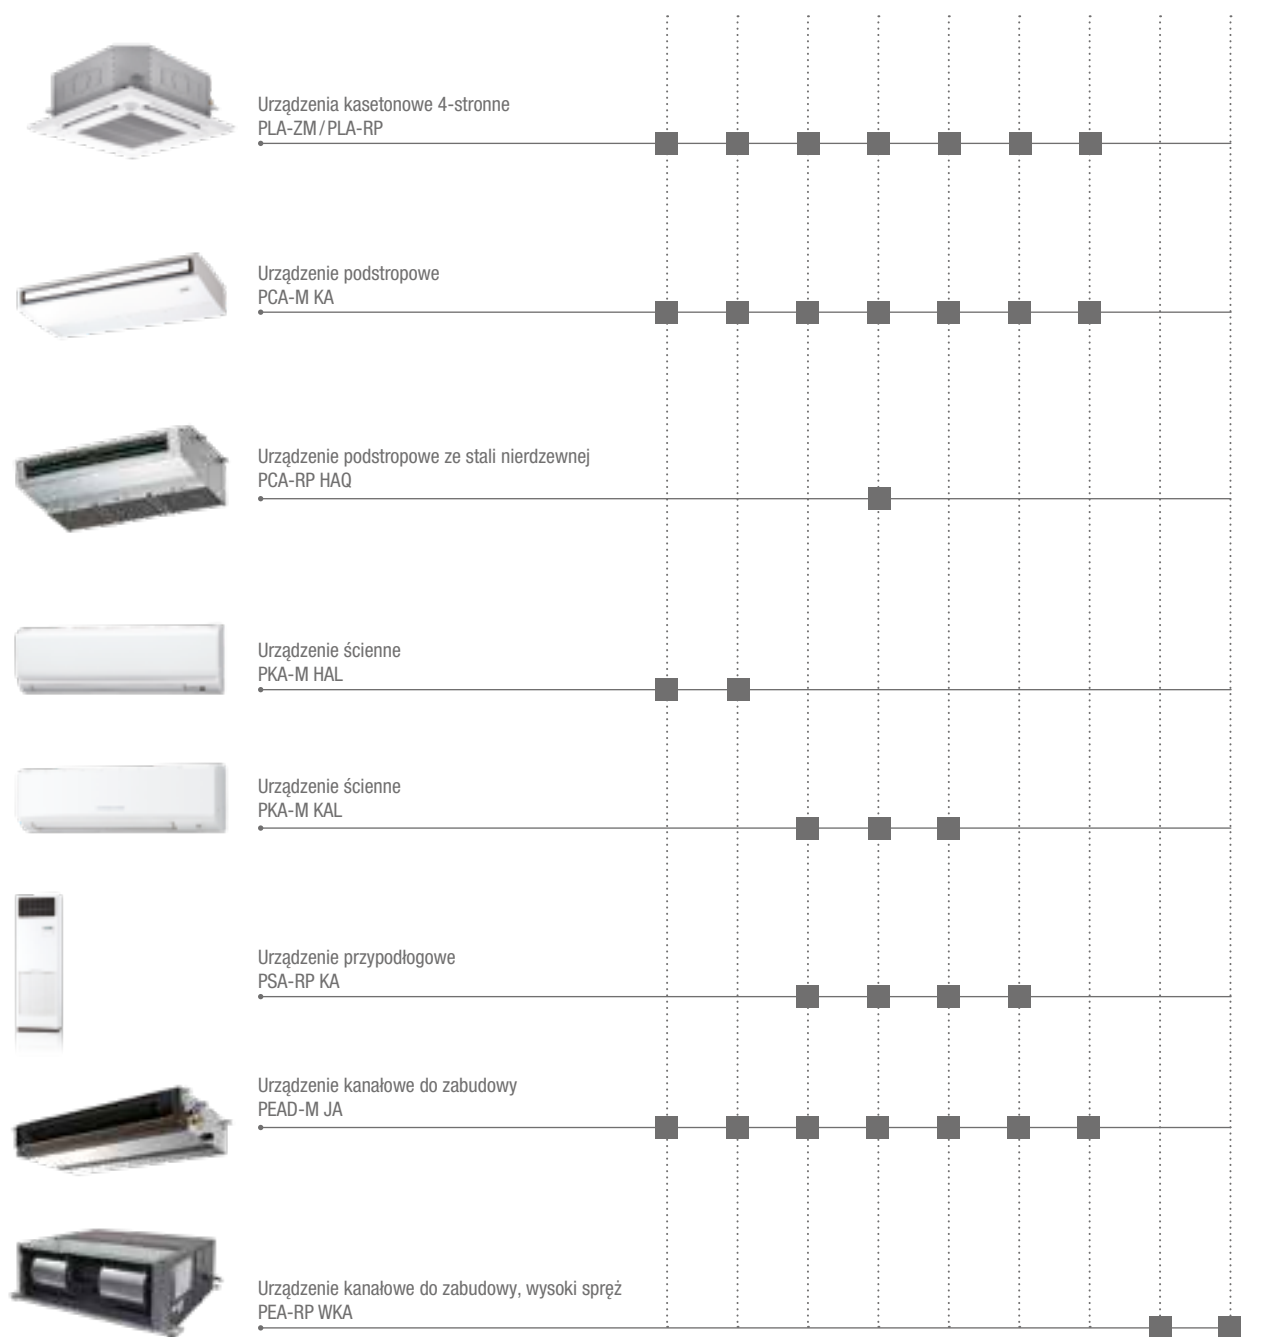 Urządzenia kasetonowe 4-stronne
PLA-ZM/PLA-RP
Urządzenie podstropowe
PCA-M KA
Urządzenie podstropowe ze stali nierdzewnej
PCA-RP HAQ
Urządzenie ścienne
PKA-M HAL
Urządzenie ścienne
PKA-M KAL
Urządzenie przypodłogowe
PSA-RP KA
Urządzenie kanałowe do zabudowy
PEAD-M JA
Urządzenie kanałowe do zabudowy, wysoki spręż
PEA-RP WKA